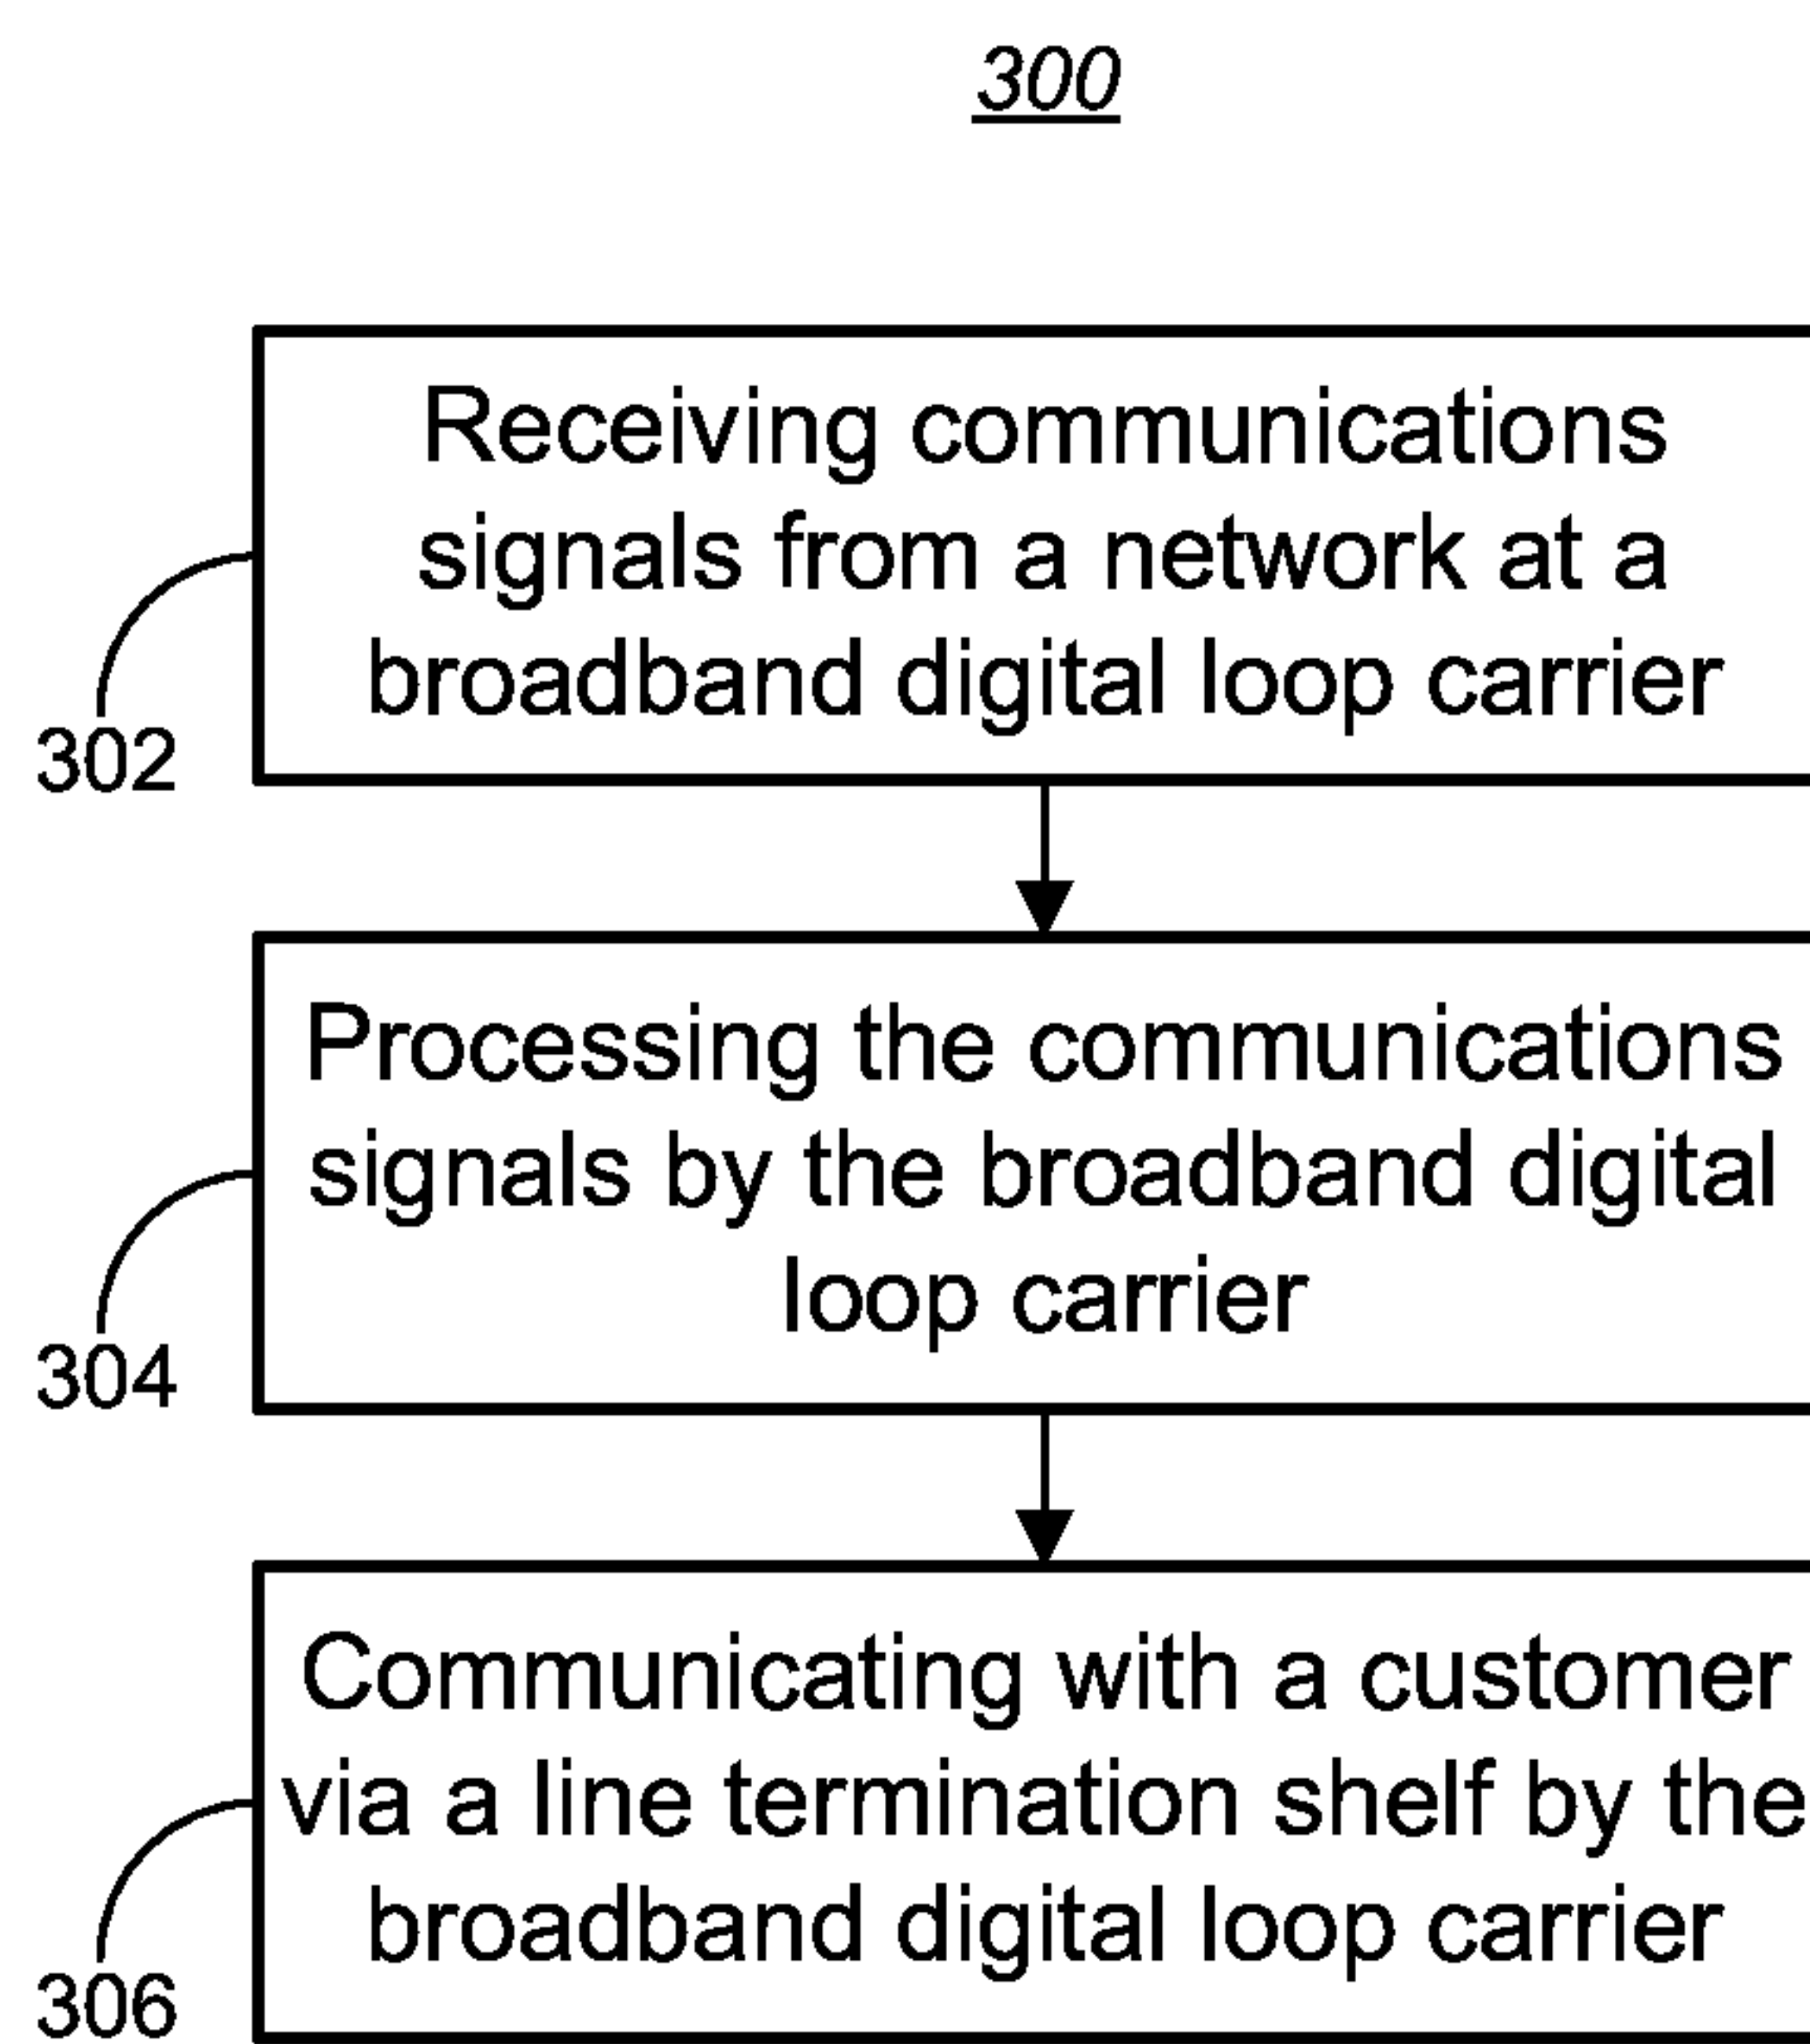 300
Receiving communications
signals from a network at a
broadband digital loop carrier
302
Processing the communications
signals by the broadband digital
loop carrier
304
Communicating with a customer
via a line termination shelf by the
broadband digital loop carrier
306